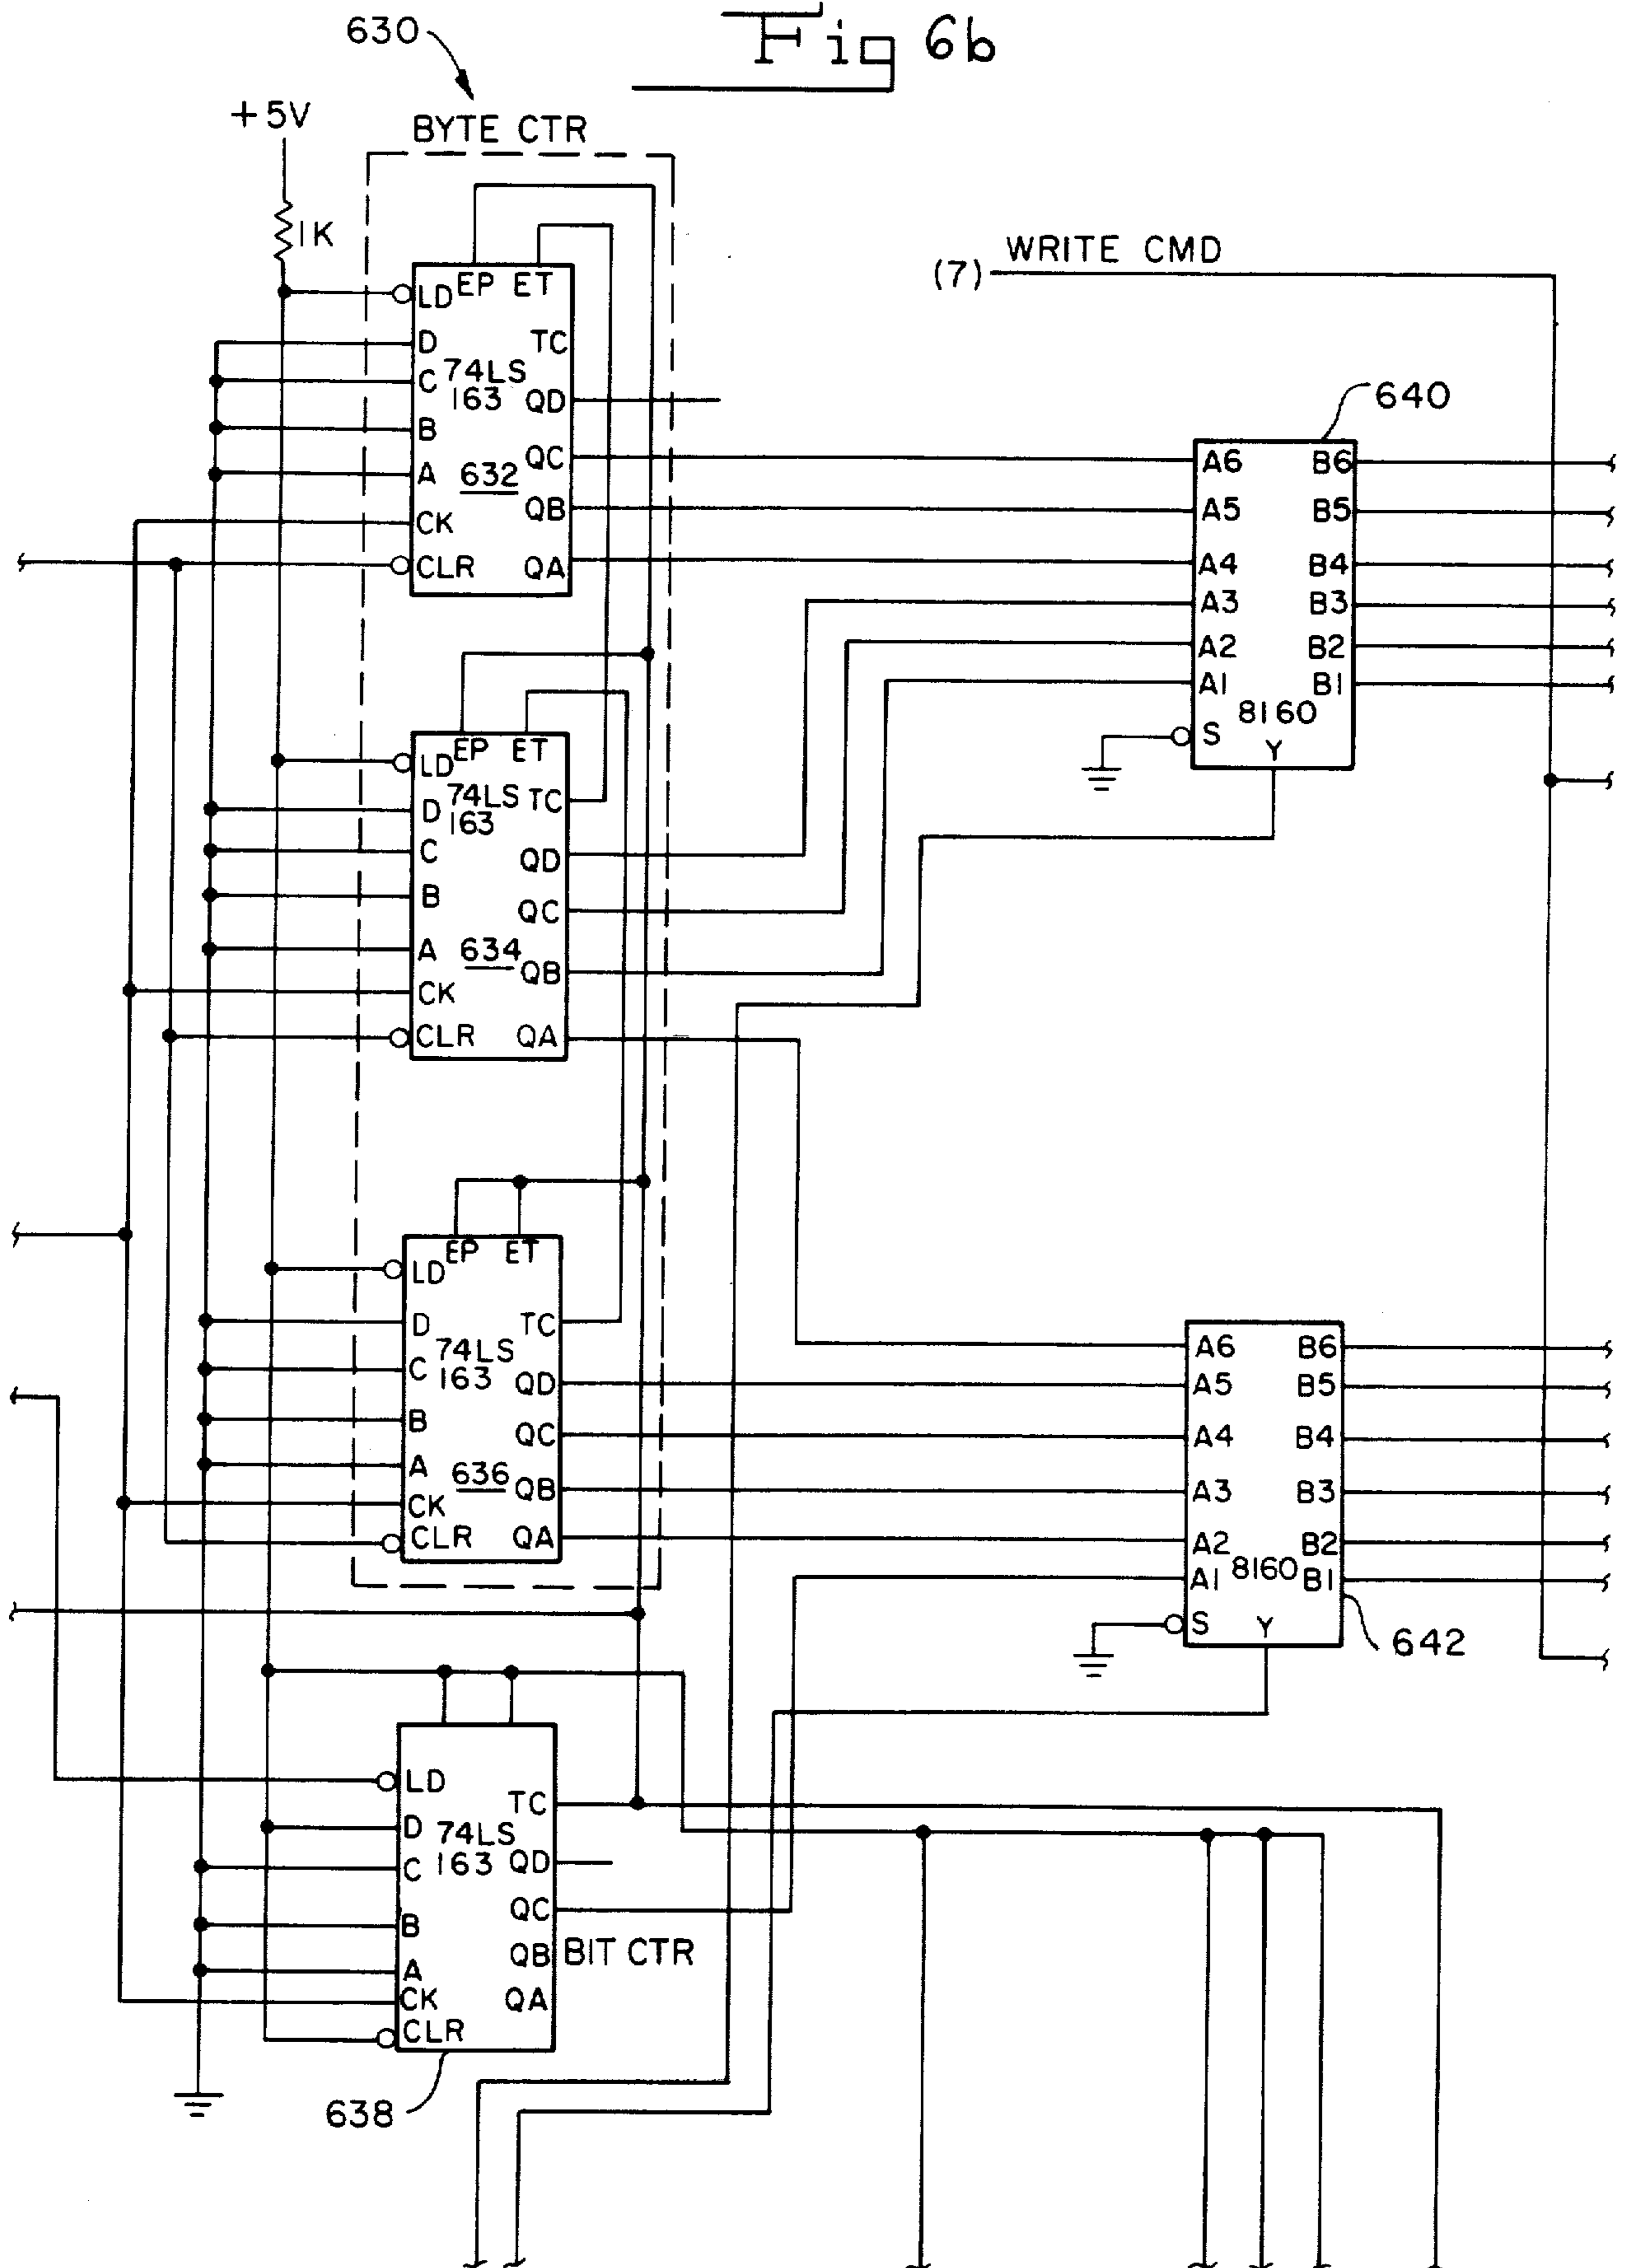 Fig 6b
630
+5V
BYTE CTR
1K
WRITE CMD
(7)
LD EP ET
D TC
C 74LS
163 QD
B
QC
A 632
QB
CK
CLR QA
640
A6 B6
A5 B5
A4 B4
A3 B3
A2 B2
A1 B1
8160
S Y
LD EP ET
D 74LS TC
163
C QD
B QC
A 634 QB
CK
CLR QA
EP ET
LD
D TC
74LS
C 163 QD
B QC
A 636 QB
CK
CLR QA
A6 B6
A5 B5
A4 B4
A3 B3
A2 B2
A1 8160 B1
S Y
642
LD
TC
D 74LS
C 163 QD
QC
B
QB BIT CTR
A
CK QA
CLR
638